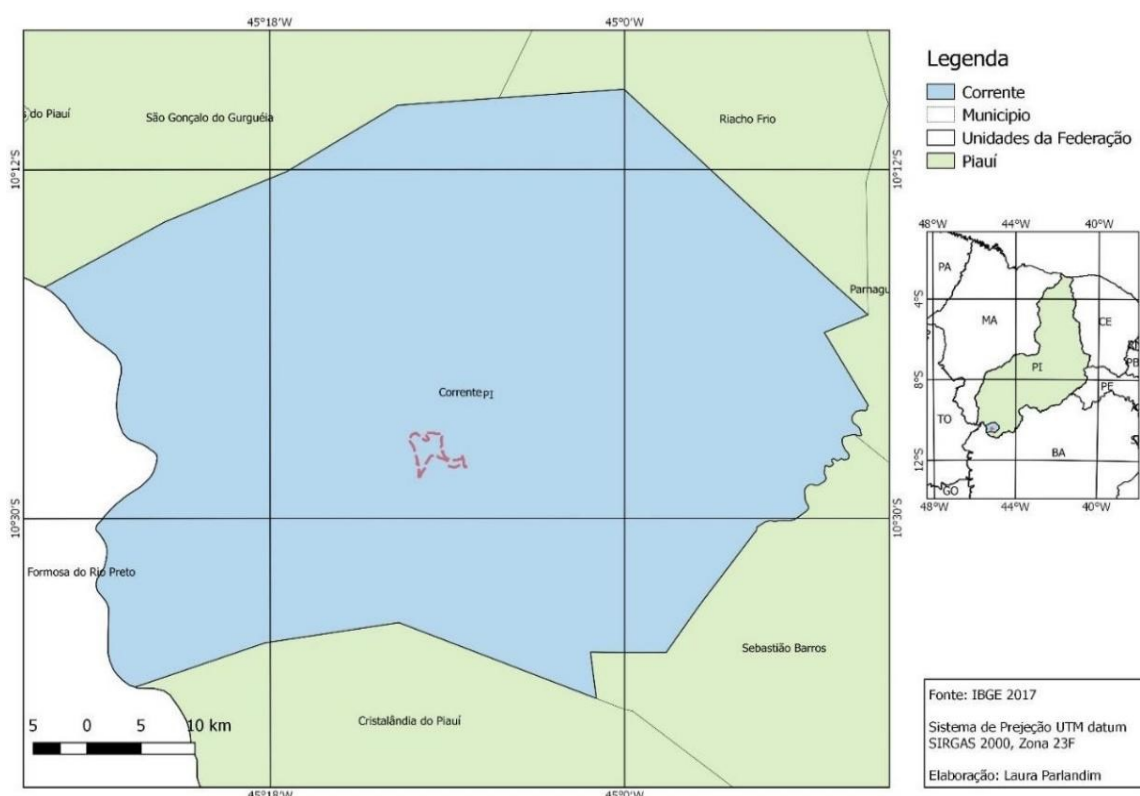 45°18'W
45°0'W
s do Piauí
São Gonçalo do Gurguéia
Riacho Frio
10°12'S
10°12'S
Parnagu
Corrente PI
10°30'S
10°30'S
Formosa do Rio Preto
Sebastião Barros
Cristalândia do Piauí
5 0 5 10 km
45°18'W
45°0'W
Legenda
Corrente
Municipio
Unidades da Federação
Piauí
48°W
44°W
40°W
PA
4°S
MA
CE
PB
8°S
PI
PE
TO
12°S
BA
GO
48°W
44°W
40°W
Fonte: IBGE 2017
Sistema de Prejeção UTM datum
SIRGAS 2000, Zona 23F
Elaboração: Laura Parlandim